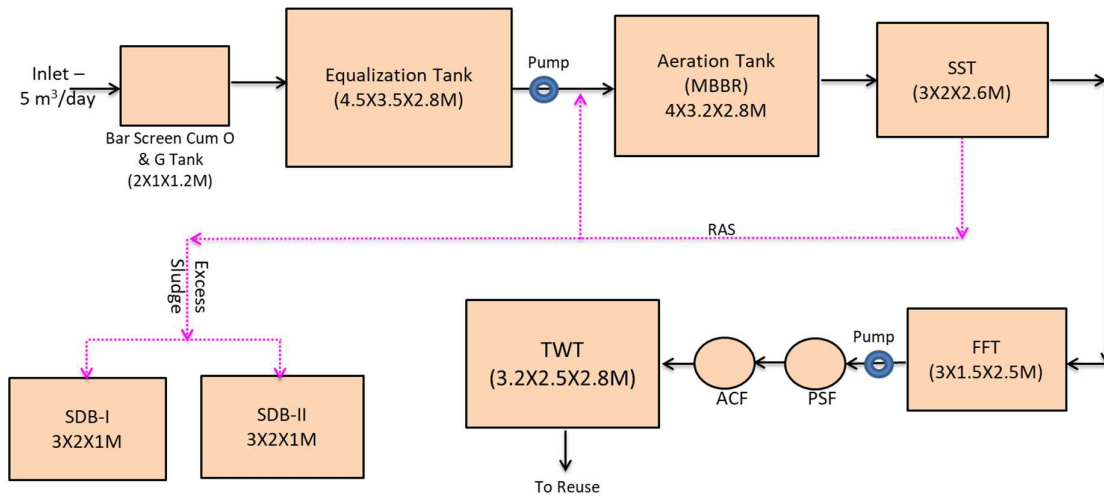 Inlet –
5 m³/day
Bar Screen Cum O
& G Tank
(2X1X1.2M)
Equalization Tank
(4.5X3.5X2.8M)
Pump
Aeration Tank
(MBBR)
4X3.2X2.8M
SST
(3X2X2.6M)
RAS
Excess
Sludge
SDB-I
3X2X1M
SDB-II
3X2X1M
TWT
(3.2X2.5X2.8M)
ACF
PSF
Pump
FFT
(3X1.5X2.5M)
To Reuse